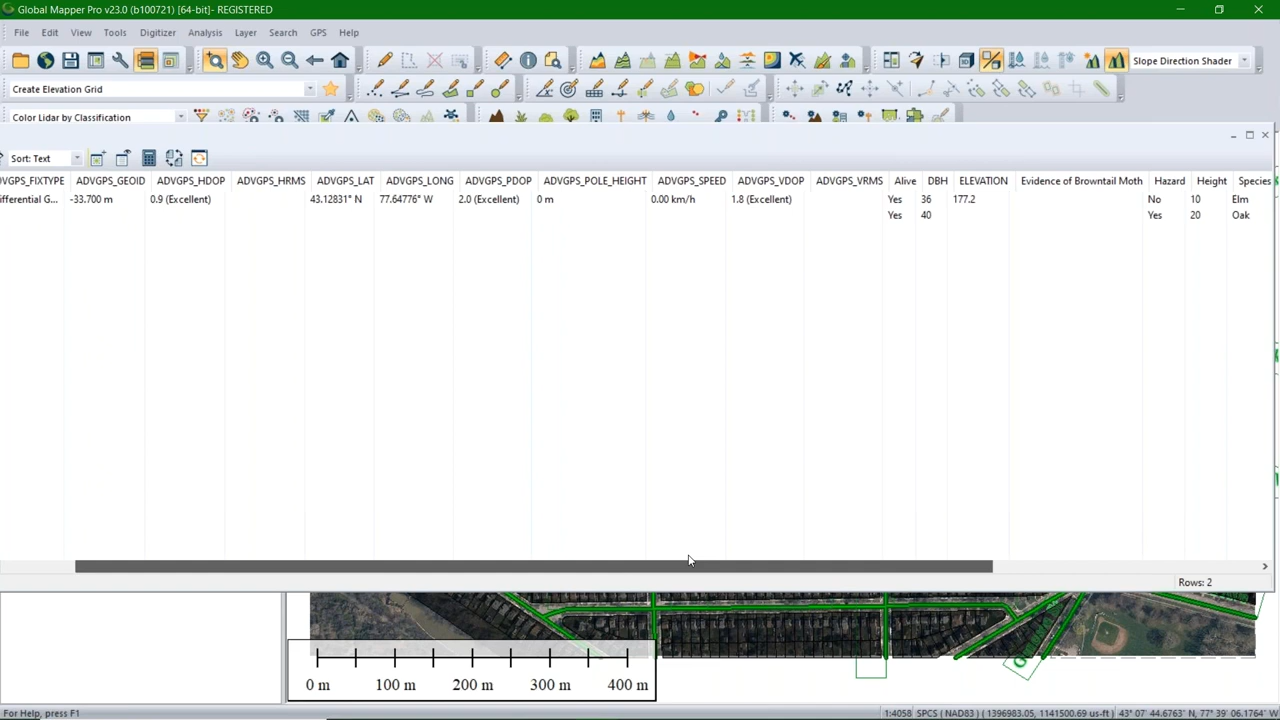 Global Mapper Pro v23.0 (b100721) [64-bit]- REGISTERED
File Edit View Tools Digitizer Analysis Layer Search GPS Help
Slope Direction Shader
Create Elevation Grid
Color Lidar by Classification
Sort: Text
ADVGPS_GEOID ADVGPS_HDOP ADVGPS_HRMS ADVGPS_LAT ADVGPS_LONG ADVGPS_PDOP ADVGPS_POLE_HEIGHT ADVGPS_SPEED ADVGPS_VDOP ADVGPS_VRMS Alive DBH ELEVATION Evidence of Browntail Moth Hazard Height Species
-33.700 m 0.9 (Excellent) 43.12831° N 77.64776° W 2.0 (Excellent) 0 m 0.00 km/h 1.8 (Excellent) Yes 36 177.2 No 10 Elm
Yes 40 Yes 20 Oak
Rows: 2
0 m 100 m 200 m 300 m 400 m
For Help, press F1
1:4058 SPCS ( NAD83 ) ( 1396983.05, 1141500.69 us-ft ) 43° 07' 44.6763" N, 77° 39' 06.1764" W